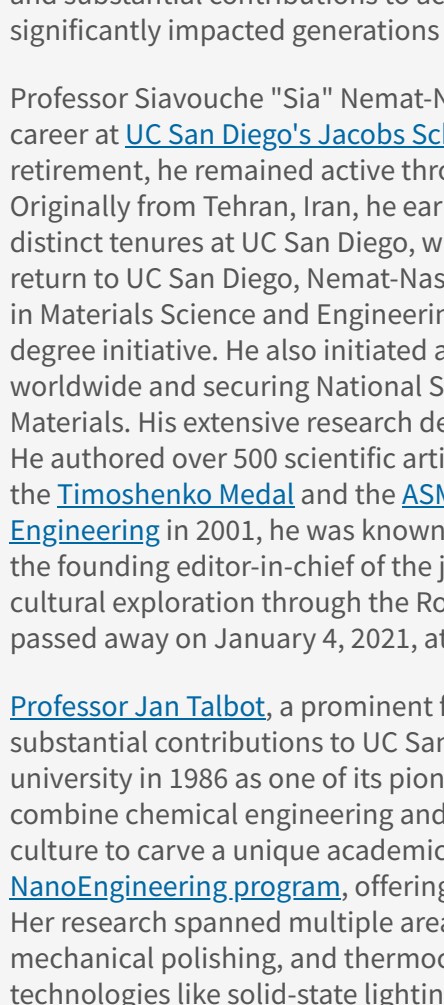 significantly impacted generations
Professor Siavouche "Sia" Nemat-N
career at UC San Diego's Jacobs Sc
retirement, he remained active thro
Originally from Tehran, Iran, he ear
distinct tenures at UC San Diego, w
return to UC San Diego, Nemat-Nas
in Materials Science and Engineerin
degree initiative. He also initiated a
worldwide and securing National S
Materials. His extensive research de
He authored over 500 scientific arti
the Timoshenko Medal and the ASM
Engineering in 2001, he was known
the founding editor-in-chief of the j
cultural exploration through the Ro
passed away on January 4, 2021, at
Professor Jan Talbot, a prominent f
substantial contributions to UC San
university in 1986 as one of its pion
combine chemical engineering and
culture to carve a unique academic
NanoEngineering program, offering
Her research spanned multiple area
mechanical polishing, and thermoc
technologies like solid-state lightin